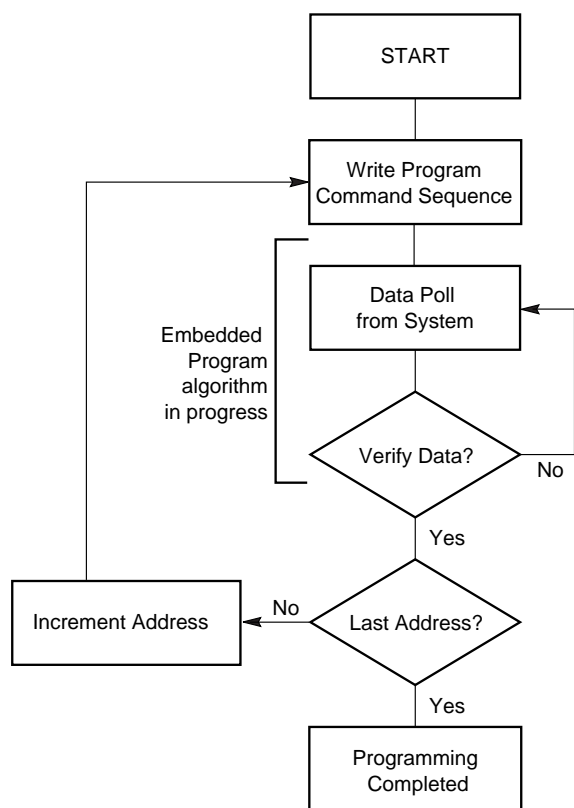 START
Write Program
Command Sequence
Data Poll
from System
Embedded
Program
algorithm
in progress
Verify Data?
No
Yes
No
Increment Address
Last Address?
Yes
Programming
Completed